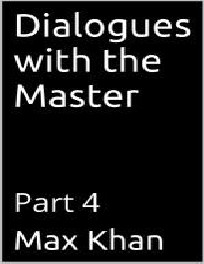 Dialogues
with the
Master
Part 4
Max Khan